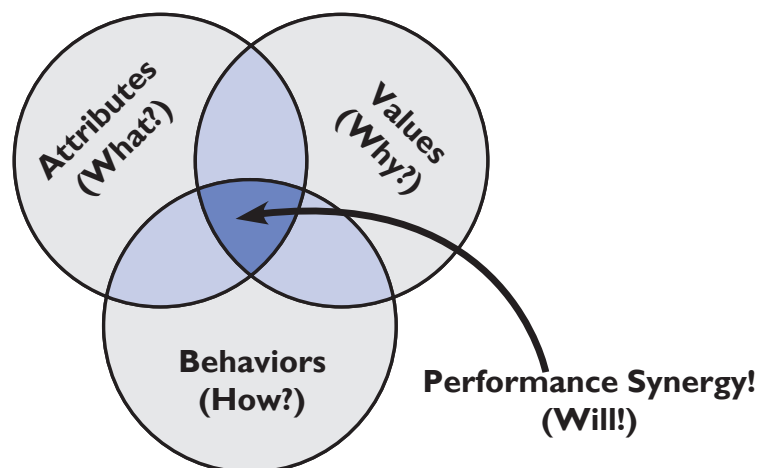 Attributes
(What?)
Values
(Why?)
Behaviors
(How?)
Performance Synergy!
(Will!)